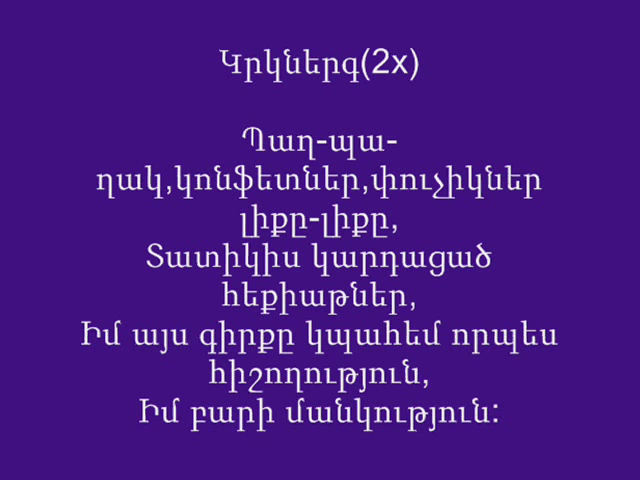 Կրկներգ(2x)
Պաղ-պա-
ղակ,կոնֆետներ,փուչիկներ
լիքը-լիքը,
Տատիկիս կարդացած
հեքիաթներ,
Իմ այս գիրքը կպահեմ որպես
հիշողություն,
Իմ բարի մանկություն: